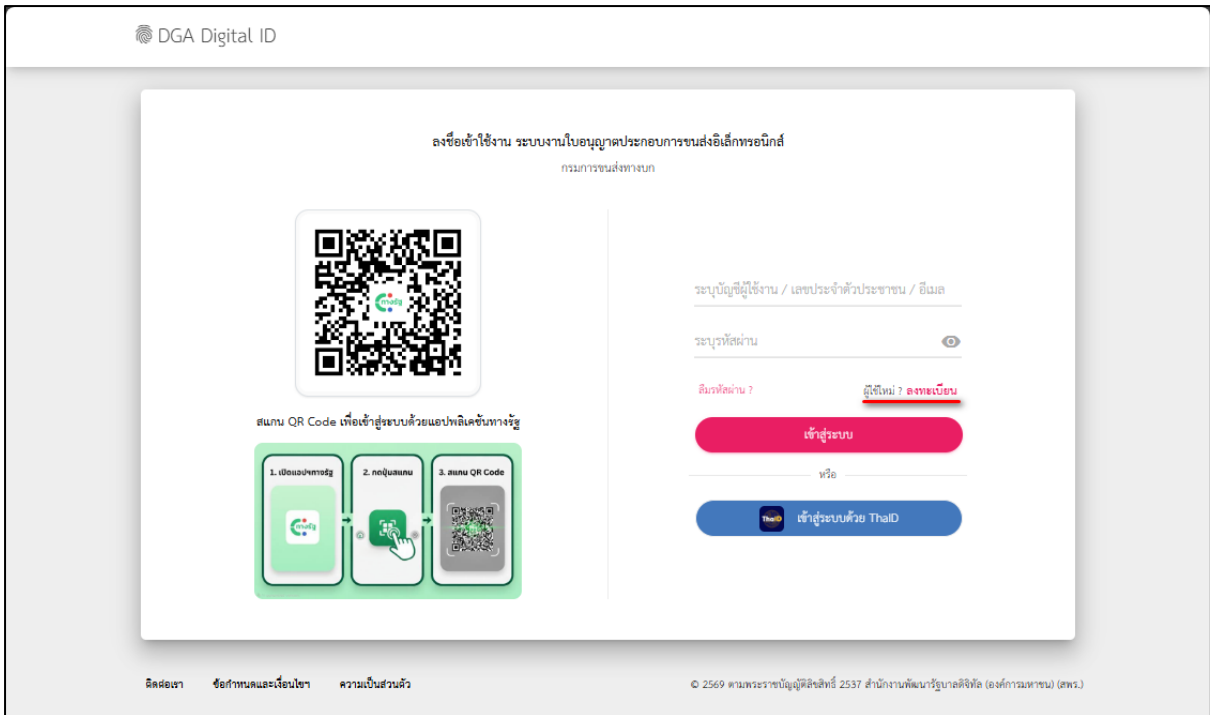 DGA Digital ID
ลงชื่อเข้าใช้งาน ระบบงานใบอนุญาตประกอบการขนส่งอิเล็กทรอนิกส์
กรมการขนส่งทางบก
ทางรัฐ
สแกน QR Code เพื่อเข้าสู่ระบบด้วยแอปพลิเคชันทางรัฐ
1. เปิดแอปฯทางรัฐ
2. กดปุ่มสแกน
3. สแกน QR Code
ทางรัฐ
ระบุบัญชีผู้ใช้งาน / เลขประจำตัวประชาชน / อีเมล
ระบุรหัสผ่าน
ลืมรหัสผ่าน ?
ผู้ใช้ใหม่ ? ลงทะเบียน
เข้าสู่ระบบ
หรือ
ThaID เข้าสู่ระบบด้วย ThaID
ติดต่อเรา
ข้อกำหนดและเงื่อนไขฯ
ความเป็นส่วนตัว
© 2569 ตามพระราชบัญญัติลิขสิทธิ์ 2537 สำนักงานพัฒนารัฐบาลดิจิทัล (องค์การมหาชน) (สพร.)